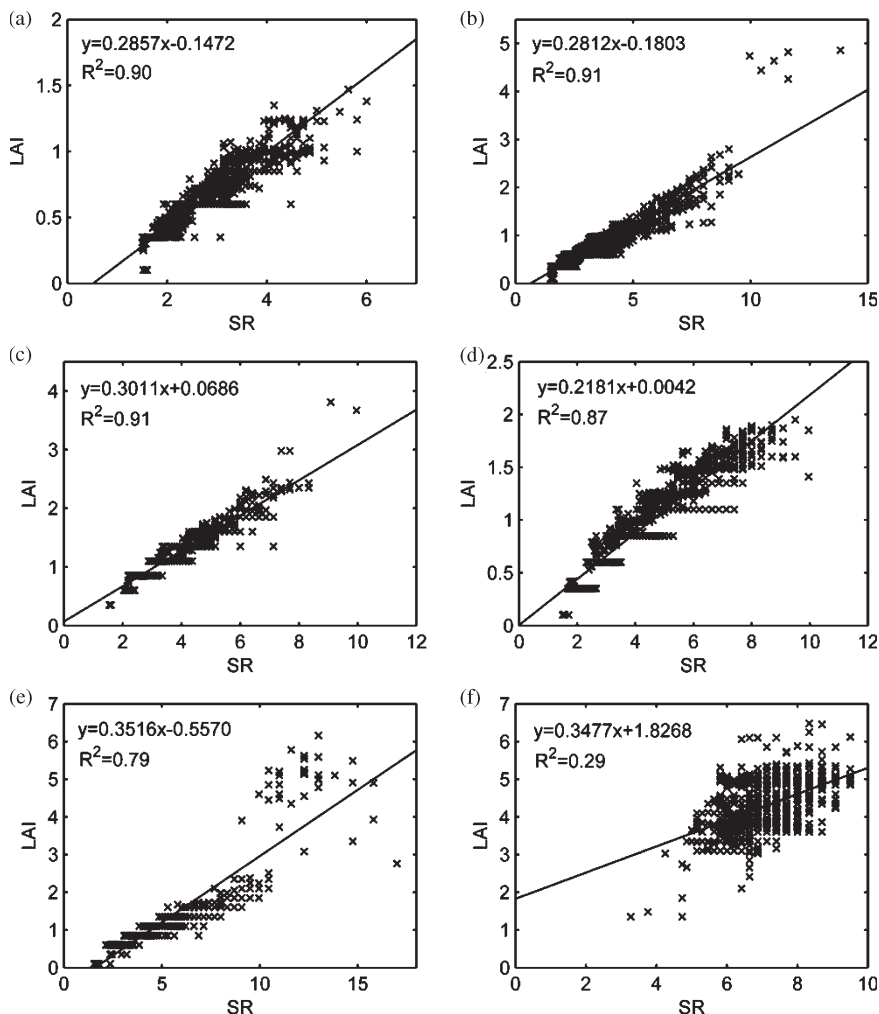 (a)
y=0.2857x-0.1472
R²=0.90
2
1.5
1
0.5
0
LAI
0 2 4 6
SR
(b)
y=0.2812x-0.1803
R²=0.91
5
4
3
2
1
0
LAI
0 5 10 15
SR
(c)
y=0.3011x+0.0686
R²=0.91
4
3
2
1
0
LAI
0 2 4 6 8 10 12
SR
(d)
y=0.2181x+0.0042
R²=0.87
2.5
2
1.5
1
0.5
0
LAI
0 2 4 6 8 10 12
SR
(e)
y=0.3516x-0.5570
R²=0.79
7
6
5
4
3
2
1
0
LAI
0 5 10 15
SR
(f)
y=0.3477x+1.8268
R²=0.29
7
6
5
4
3
2
1
0
LAI
0 2 4 6 8 10
SR